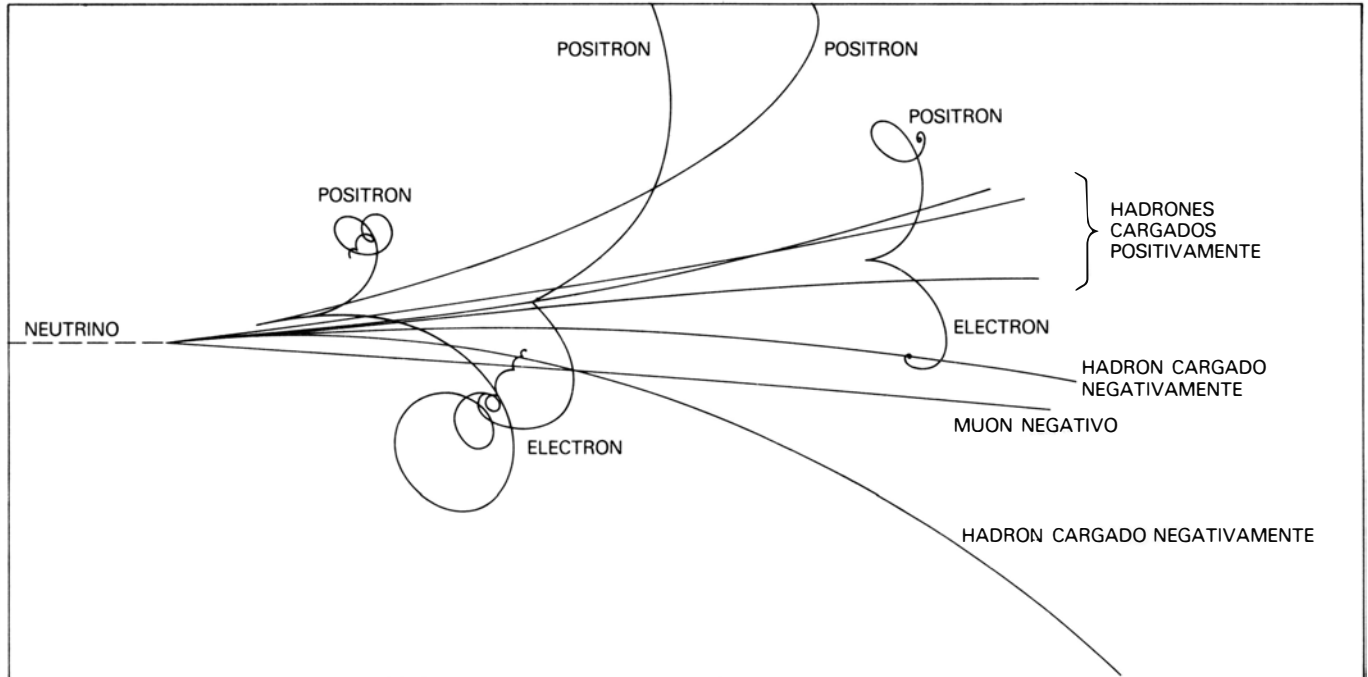 POSITRON
POSITRON
POSITRON
POSITRON
HADRONES
CARGADOS
POSITIVAMENTE
NEUTRINO
ELECTRON
HADRON CARGADO
NEGATIVAMENTE
MUON NEGATIVO
ELECTRON
HADRON CARGADO NEGATIVAMENTE